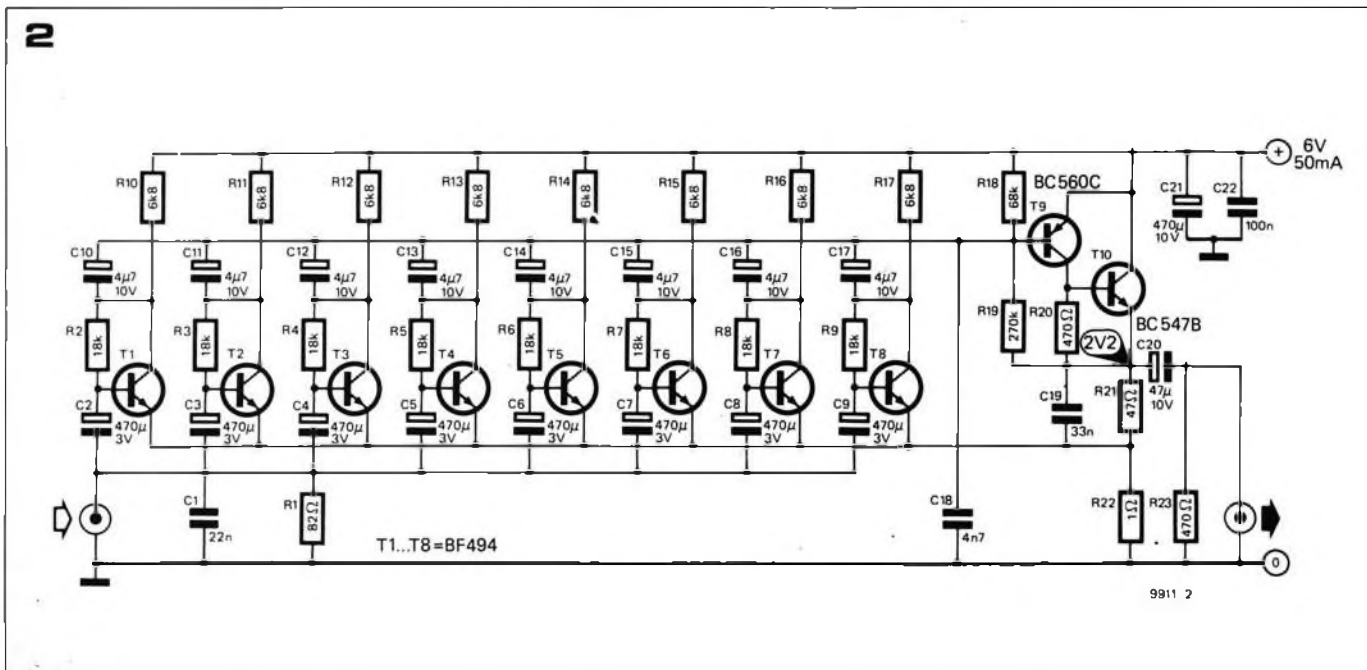 2
6V
50mA
R10
6k8
R11
6k8
R12
6k8
R13
6k8
R14
6k8
R15
6k8
R16
6k8
R17
6k8
R18
68k
BC560C
T9
C21
470µ
10V
C22
100n
C10
4µ7
10V
C11
4µ7
10V
C12
4µ7
10V
C13
4µ7
10V
C14
4µ7
10V
C15
4µ7
10V
C16
4µ7
10V
C17
4µ7
10V
T10
R2
18k
T1
R3
18k
T2
R4
18k
T3
R5
18k
T4
R6
18k
T5
R7
18k
T6
R8
18k
T7
R9
18k
T8
R19
270k
R20
470Ω
BC547B
2V2
C20
47µ
10V
C2
470µ
3V
C3
470µ
3V
C4
470µ
3V
C5
470µ
3V
C6
470µ
3V
C7
470µ
3V
C8
470µ
3V
C9
470µ
3V
C19
33n
R21
47Ω
C1
22n
R1
82Ω
C18
4n7
R22
1Ω
R23
470Ω
T1...T8=BF494
0
9911 2